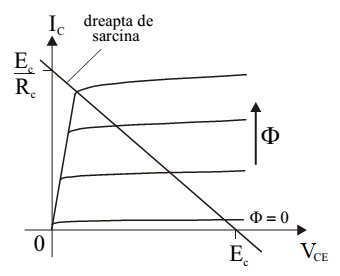 I_C
dreapta de
sarcina
E_c
R_c
Φ
Φ = 0
0
E_c
V_CE